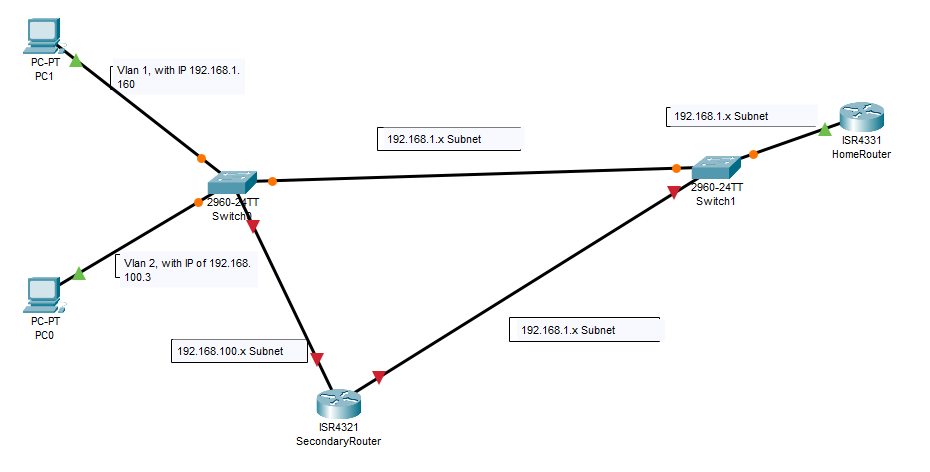 PC-PT
PC1
Vlan 1, with IP 192.168.1.
160
192.168.1.x Subnet
192.168.1.x Subnet
ISR4331
HomeRouter
2960-24TT
Switch0
2960-24TT
Switch1
Vlan 2, with IP of 192.168.
100.3
PC-PT
PC0
192.168.100.x Subnet
192.168.1.x Subnet
ISR4321
SecondaryRouter